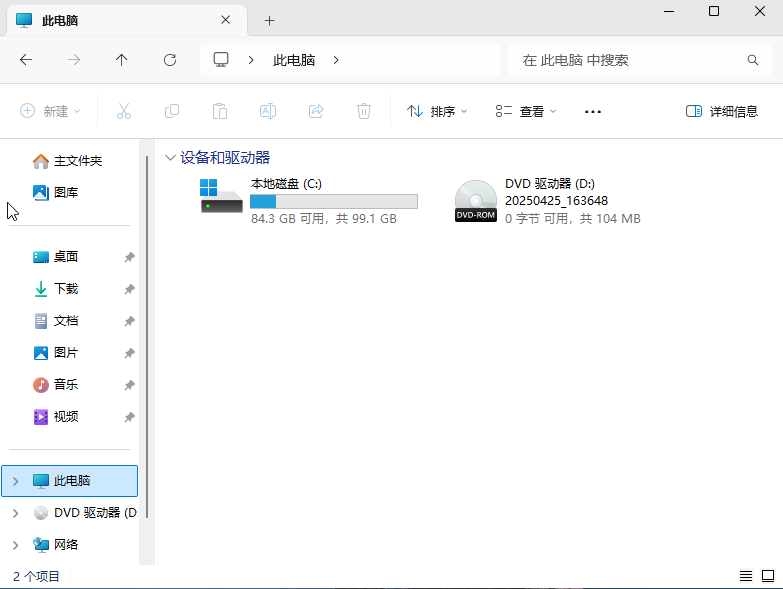 此电脑
此电脑
在 此电脑 中搜索
新建
排序
查看
详细信息
主文件夹
图库
桌面
下载
文档
图片
音乐
视频
此电脑
DVD 驱动器 (D
网络
设备和驱动器
本地磁盘 (C:)
84.3 GB 可用，共 99.1 GB
DVD-ROM
DVD 驱动器 (D:)
20250425_163648
0 字节 可用，共 104 MB
2 个项目